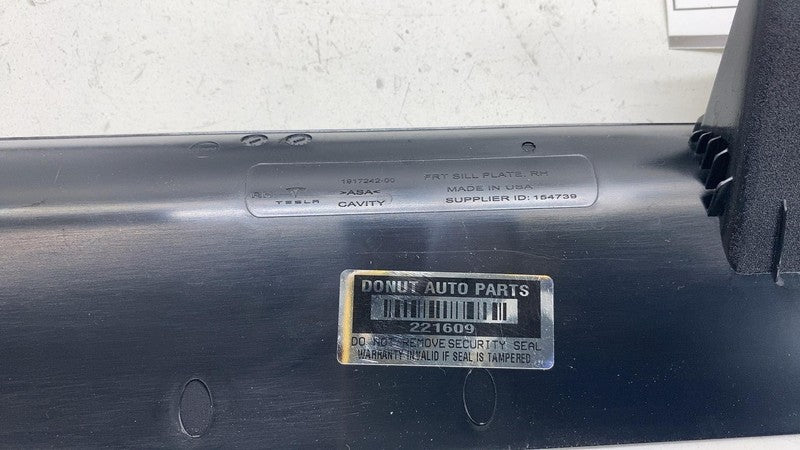 1917242-00
FRT SILL PLATE, RH
>ASA<
MADE IN USA
TESLA
CAVITY
SUPPLIER ID: 154739
DONUT AUTO PARTS
221609
DO NOT REMOVE SECURITY SEAL
WARRANTY INVALID IF SEAL IS TAMPERED